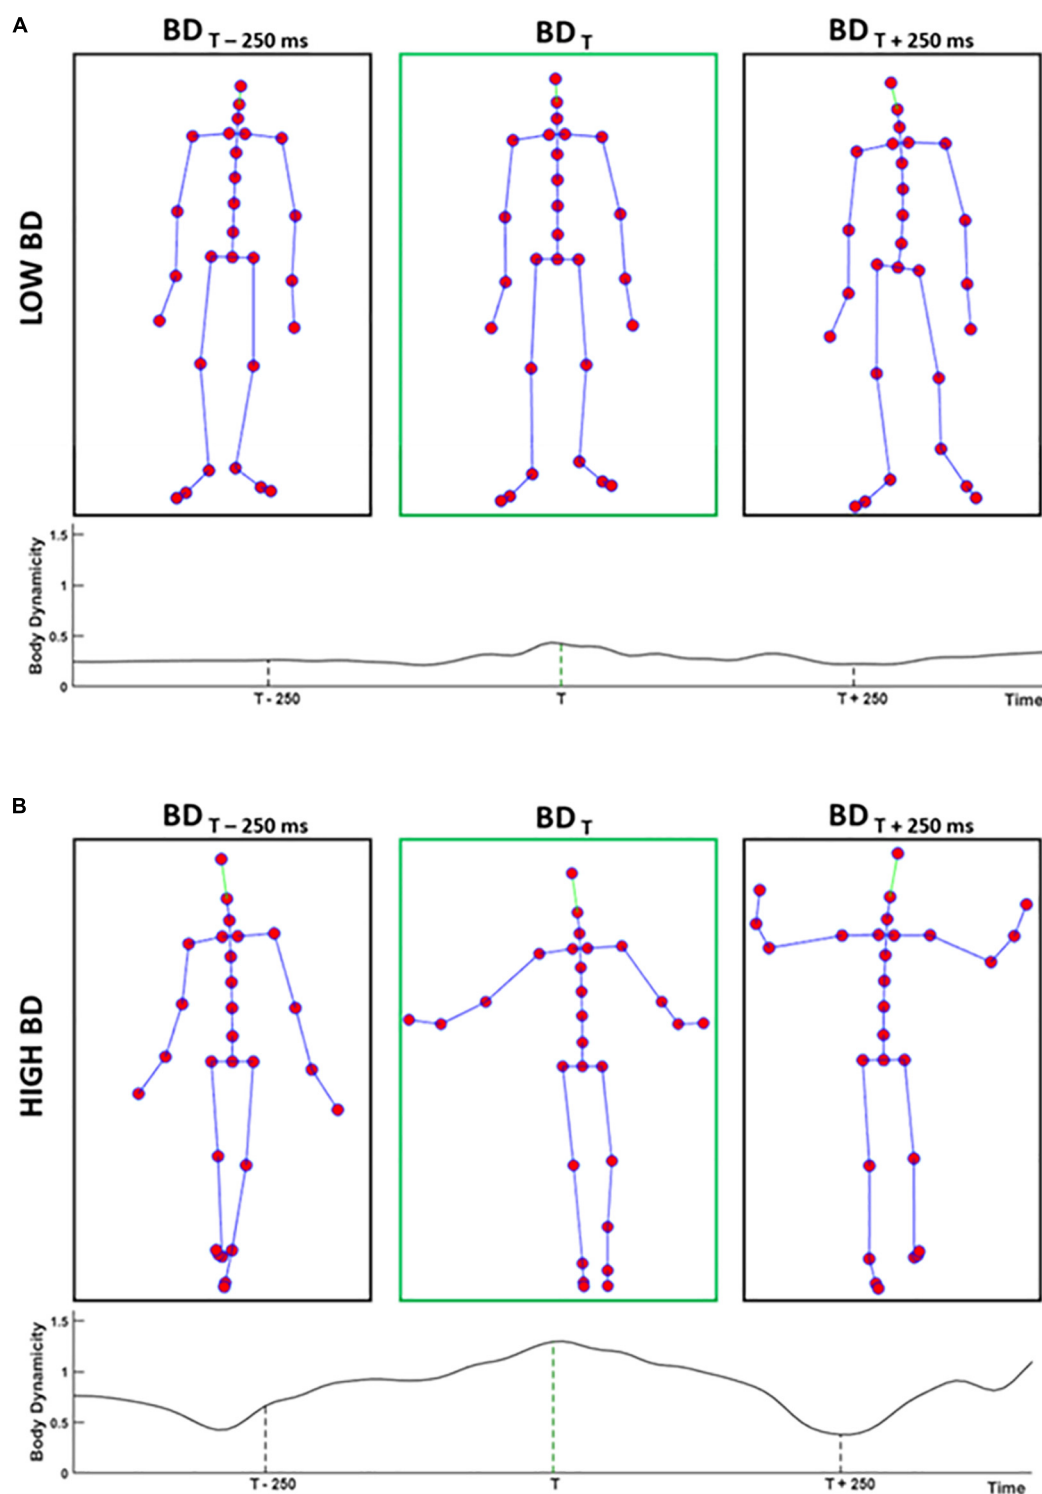 A
BD T – 250 ms BD T BD T + 250 ms
LOW BD
Body Dynamicity
1.5
1
0.5
0
T - 250 T T + 250 Time
B
BD T – 250 ms BD T BD T + 250 ms
HIGH BD
Body Dynamicity
1.5
1
0.5
0
T - 250 T T + 250 Time